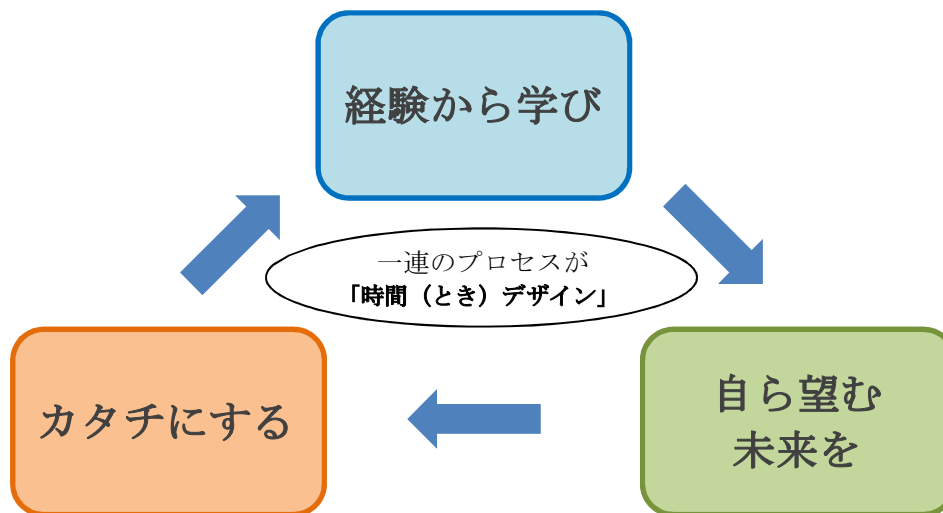 経験から学び
一連のプロセスが
「時間（とき）デザイン」
自ら望む
未来を
カタチにする